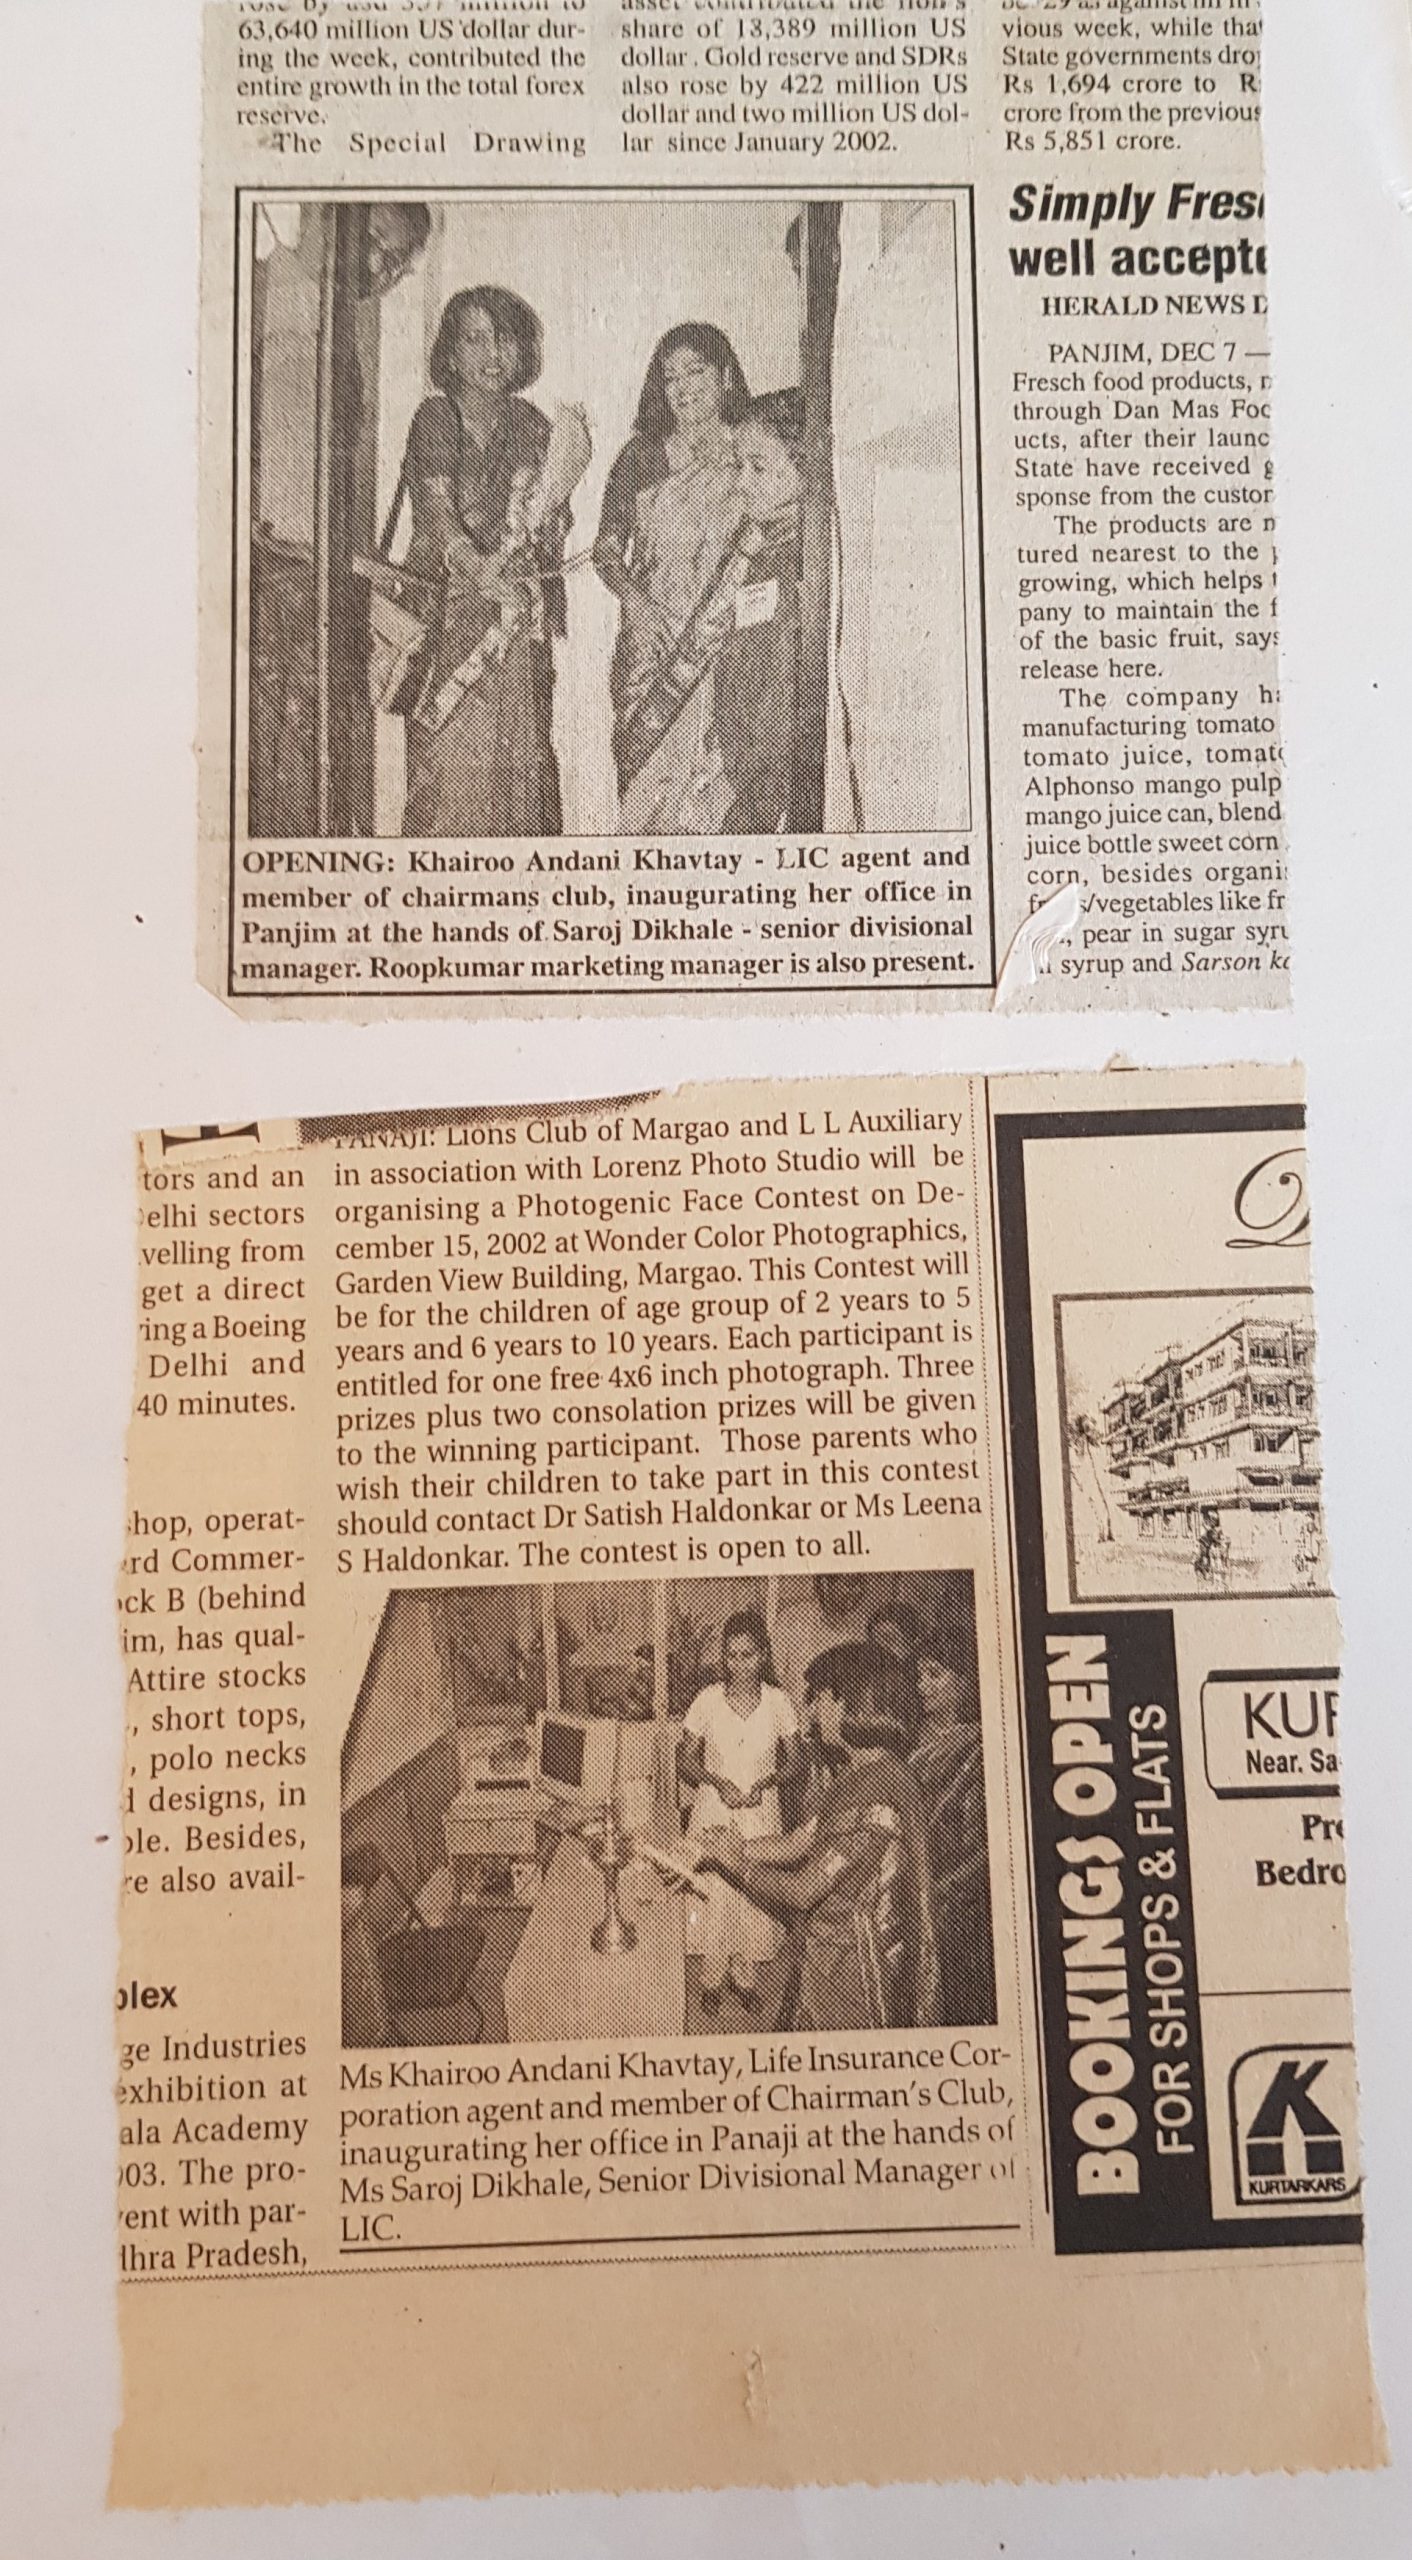 63,640 million US dollar dur-
ing the week, contributed the
entire growth in the total forex
reserve.
The Special Drawing
share of 13,389 million US
dollar . Gold reserve and SDRs
also rose by 422 million US
dollar and two million US dol-
lar since January 2002.
vious week, while that
State governments
Rs 1,694 crore to
crore from the previous
Rs 5,851 crore.
OPENING: Khairoo Andani Khavtay - LIC agent and
member of chairmans club, inaugurating her office in
Panjim at the hands of Saroj Dikhale - senior divisional
manager. Roopkumar marketing manager is also present.
Simply
well
HERALD NEWS
PANJIM, DEC 7 —
Fresch food products,
through Dan Mas
ucts, after their
State have received
sponse from the
The products are
tured nearest to the
growing, which helps
pany to maintain the
of the basic fruit, says
release here.
The company
manufacturing tomato
tomato juice,
Alphonso mango pulp
mango juice can, blend
juice bottle sweet corn
corn, besides
/vegetables like
, pear in sugar
syrup and Sarson
tors and an
elhi sectors
velling from
get a direct
ing a Boeing
Delhi and
40 minutes.
hop, operat-
rd Commer-
ck B (behind
im, has qual-
Attire stocks
, short tops,
, polo necks
designs, in
ple. Besides,
re also avail-
plex
ge Industries
exhibition at
ala Academy
03. The pro-
ent with par-
dhra Pradesh,
PANAJI: Lions Club of Margao and L L Auxiliary
in association with Lorenz Photo Studio will be
organising a Photogenic Face Contest on De-
cember 15, 2002 at Wonder Color Photographics,
Garden View Building, Margao. This Contest will
be for the children of age group of 2 years to 5
years and 6 years to 10 years. Each participant is
entitled for one free 4x6 inch photograph. Three
prizes plus two consolation prizes will be given
to the winning participant. Those parents who
wish their children to take part in this contest
should contact Dr Satish Haldonkar or Ms Leena
S Haldonkar. The contest is open to all.
Ms Khairoo Andani Khavtay, Life Insurance Cor-
poration agent and member of Chairman's Club,
inaugurating her office in Panaji at the hands of
Ms Saroj Dikhale, Senior Divisional Manager of
LIC.
BOOKINGS OPEN
FOR SHOPS & FLATS
KUR
Near. Sa
Pre
Bedro
KURTARKARS